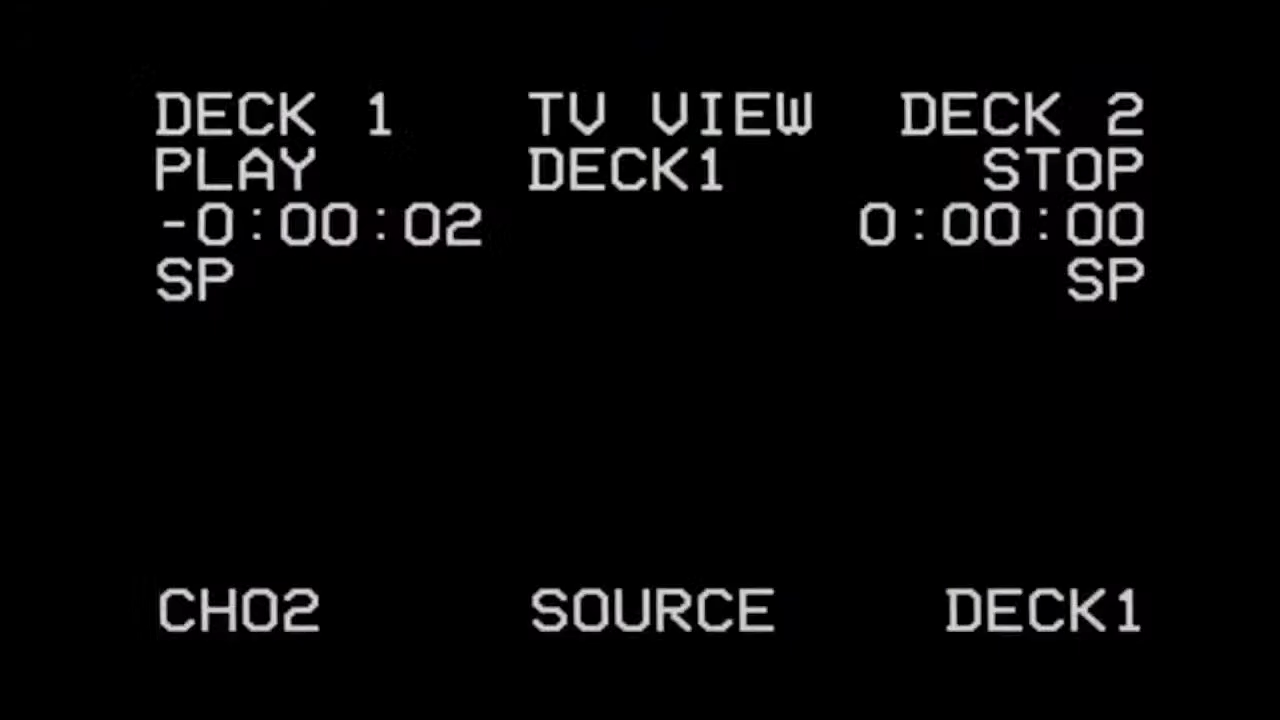 DECK 1 TV VIEW DECK 2
PLAY DECK1 STOP
-0:00:02 0:00:00
SP SP
CH02 SOURCE DECK1